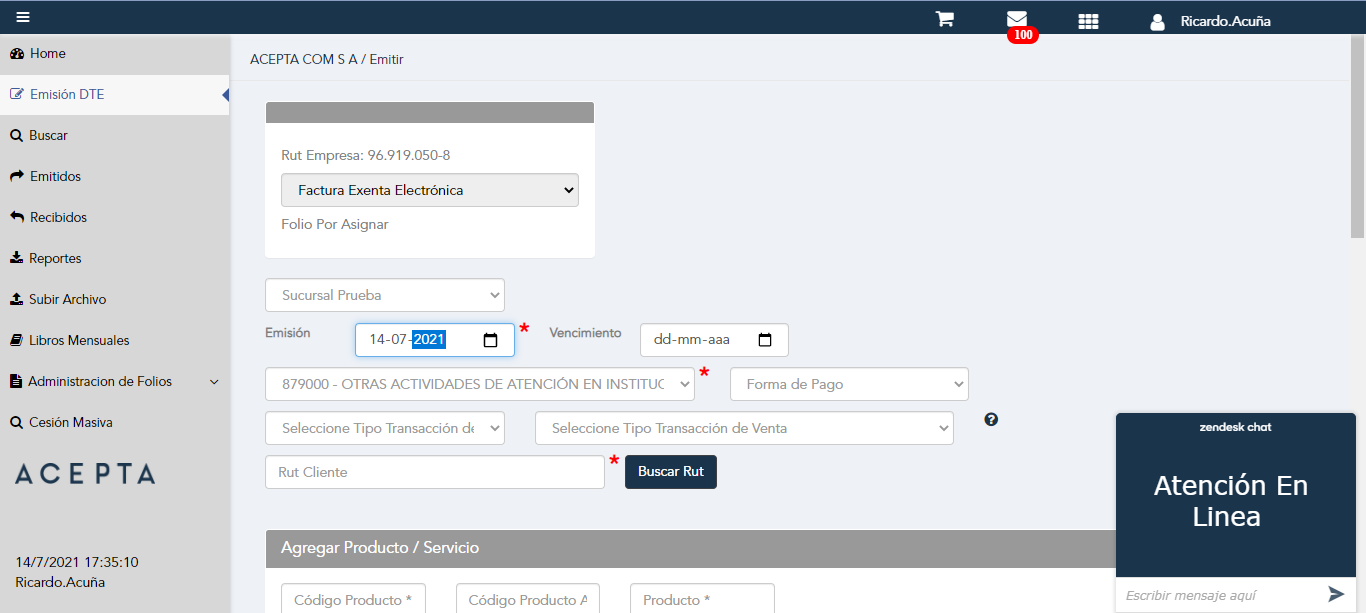 100
Ricardo.Acuña
Home
Emisión DTE
Buscar
Emitidos
Recibidos
Reportes
Subir Archivo
Libros Mensuales
Administracion de Folios
Cesión Masiva
ACEPTA
14/7/2021 17:35:10
Ricardo.Acuña
ACEPTA COM S A / Emitir
Rut Empresa: 96.919.050-8
Factura Exenta Electrónica
Folio Por Asignar
Sucursal Prueba
Emisión 14-07-2021 * Vencimiento dd-mm-aaa
879000 - OTRAS ACTIVIDADES DE ATENCIÓN EN INSTITUC * Forma de Pago
Seleccione Tipo Transacción de Seleccione Tipo Transacción de Venta ?
Rut Cliente * Buscar Rut
Agregar Producto / Servicio
Código Producto * Código Producto A Producto *
zendesk chat
Atención En
Linea
Escribir mensaje aquí